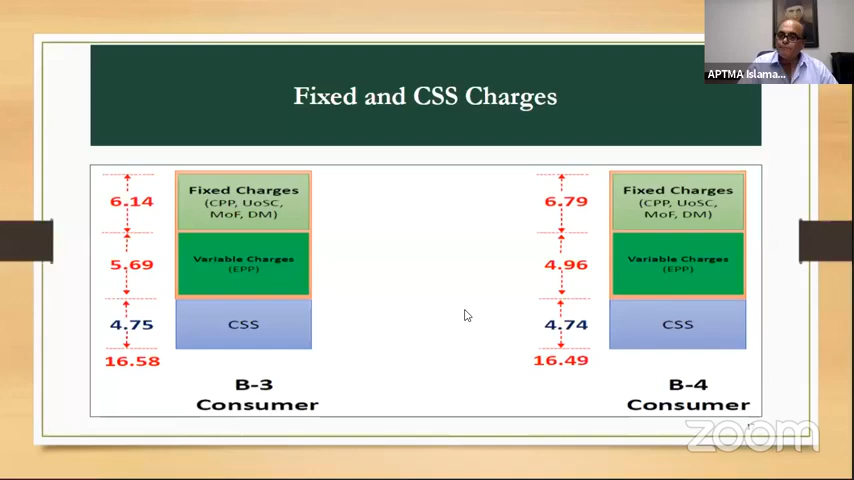 APTMA Islama...
Fixed and CSS Charges
6.14
Fixed Charges
(CPP, UoSC,
MoF, DM)
5.69
Variable Charges
(EPP)
4.75
CSS
16.58
B-3
Consumer
6.79
Fixed Charges
(CPP, UoSC,
MoF, DM)
4.96
Variable Charges
(EPP)
4.74
CSS
16.49
B-4
Consumer
zoom